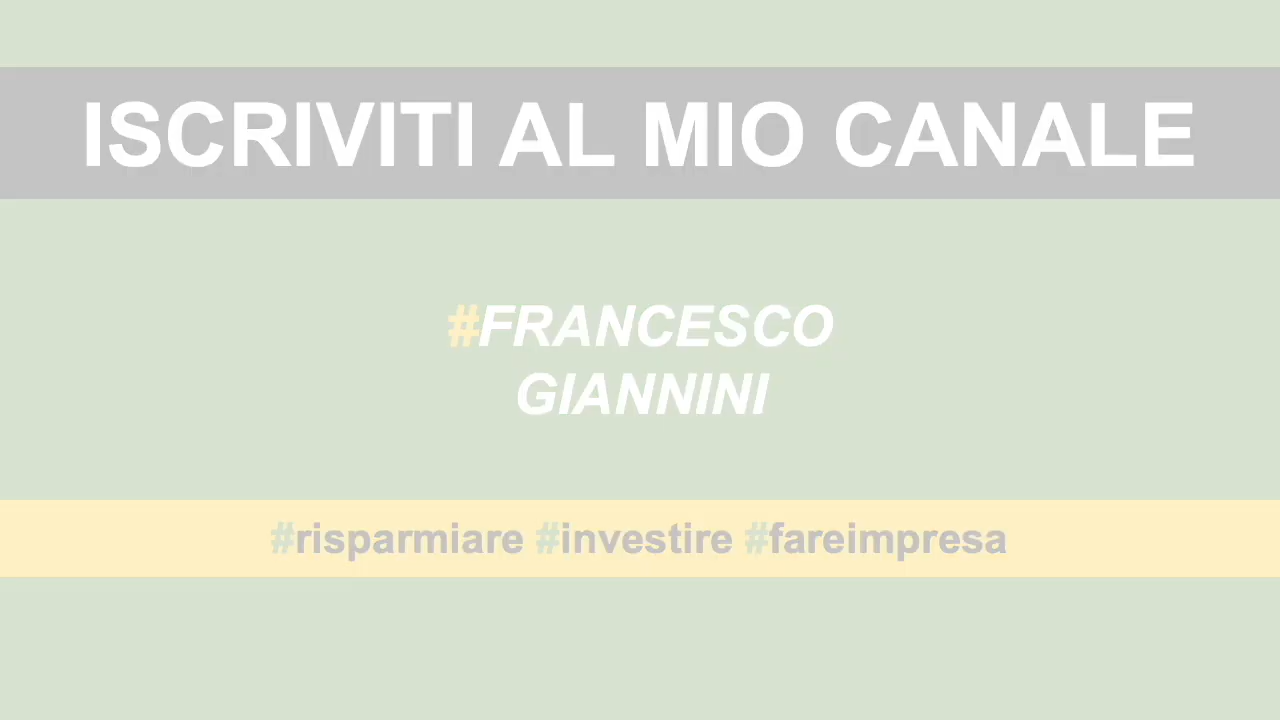 ISCRIVITI AL MIO CANALE
#FRANCESCO
GIANNINI
#risparmiare #investire #fareimpresa